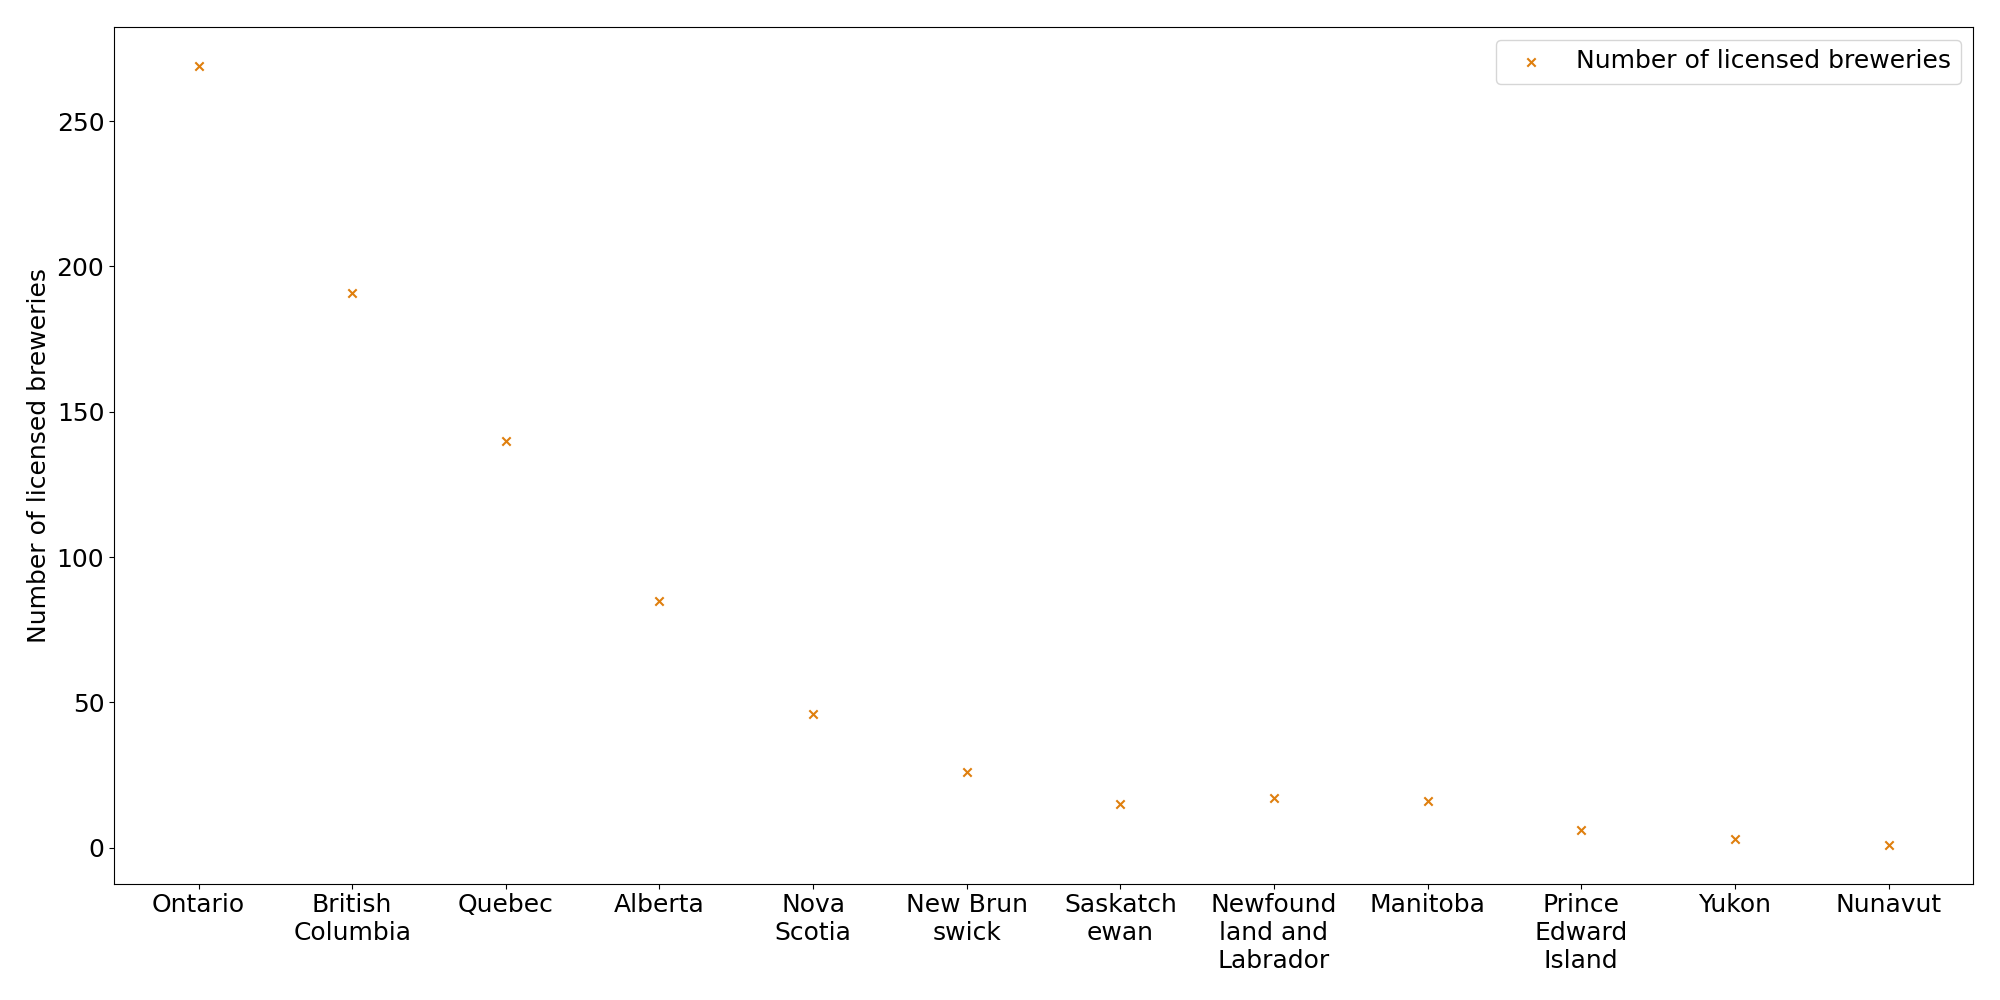 Number of licensed breweries
Number of licensed breweries
250
200
150
100
50
0
Ontario
British
Columbia
Quebec
Alberta
Nova
Scotia
New Brun
swick
Saskatch
ewan
Newfound
land and
Labrador
Manitoba
Prince
Edward
Island
Yukon
Nunavut